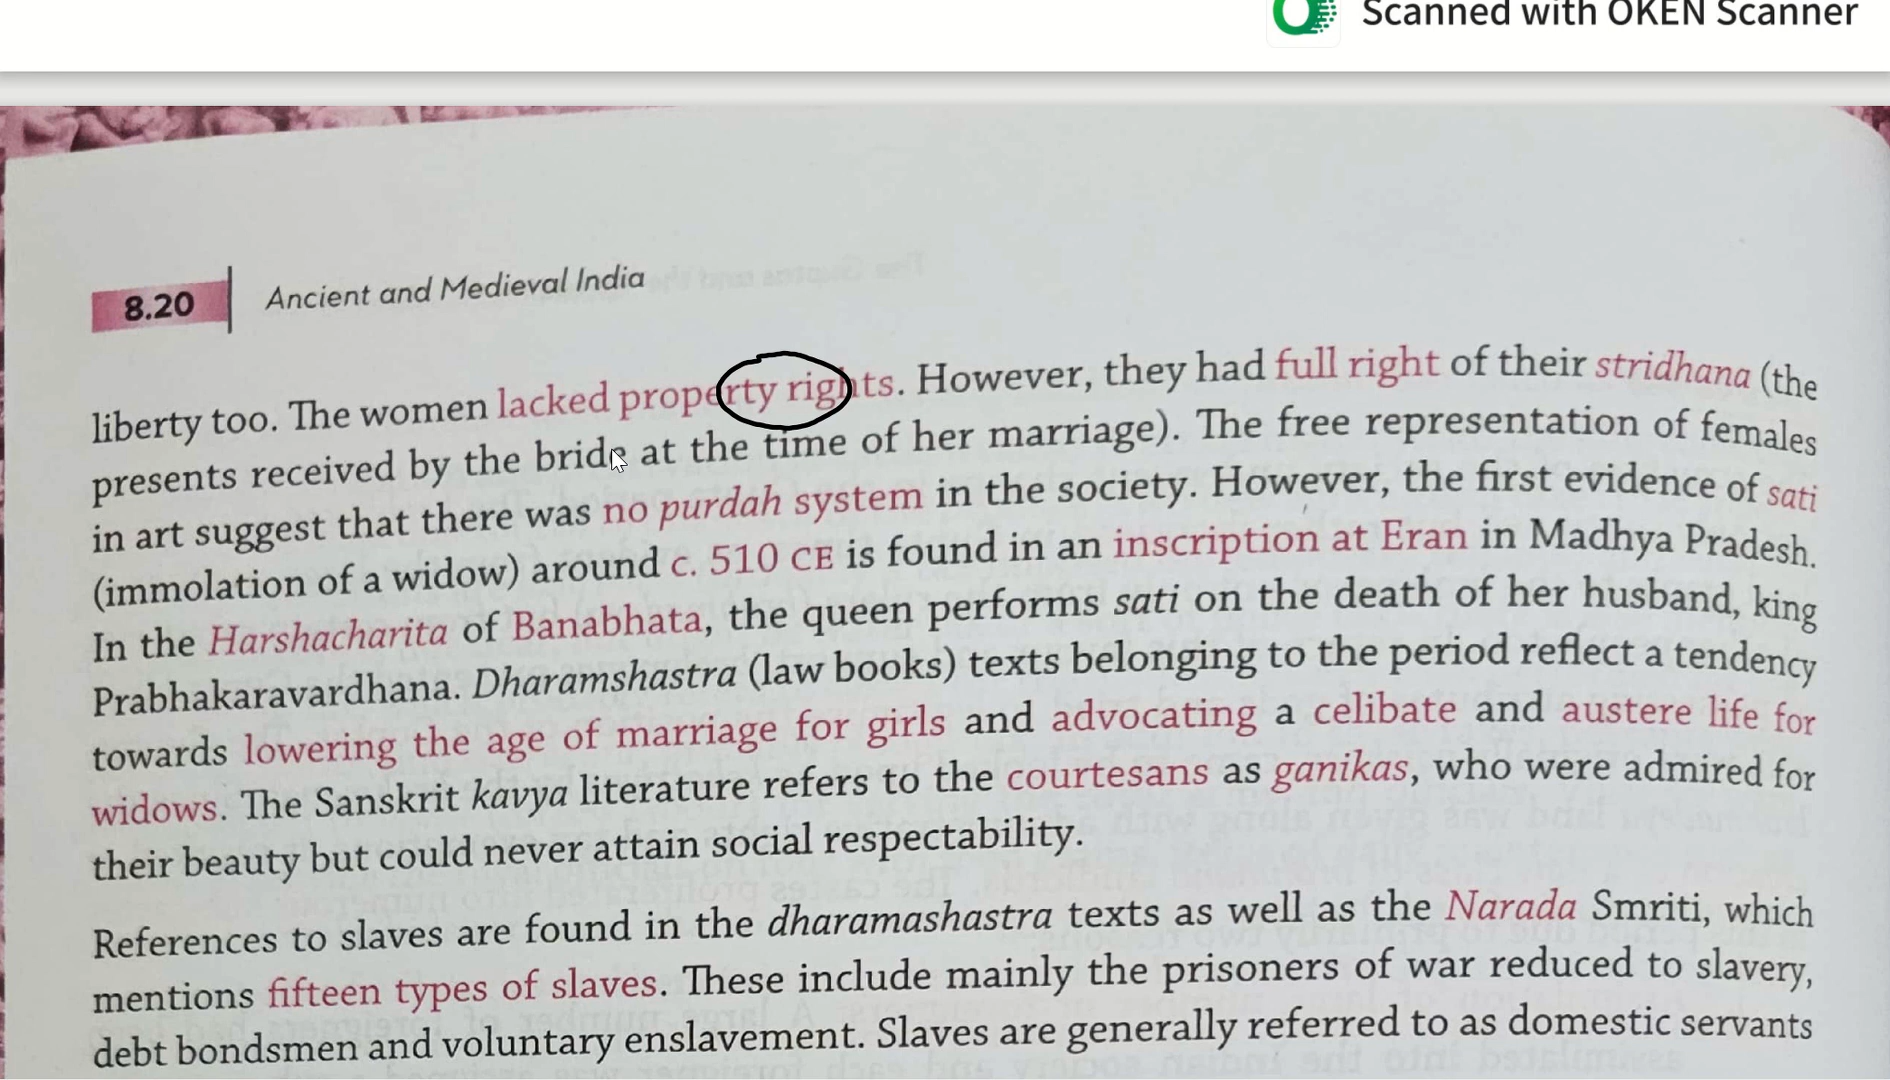 Scanned with OKEN Scanner
8.20 Ancient and Medieval India
liberty too. The women lacked property rights. However, they had full right of their stridhana (the
presents received by the bride at the time of her marriage). The free representation of females
in art suggest that there was no purdah system in the society. However, the first evidence of sati
(immolation of a widow) around c. 510 CE is found in an inscription at Eran in Madhya Pradesh.
In the Harshacharita of Banabhata, the queen performs sati on the death of her husband, king
Prabhakaravardhana. Dharamshastra (law books) texts belonging to the period reflect a tendency
towards lowering the age of marriage for girls and advocating a celibate and austere life for
widows. The Sanskrit kavya literature refers to the courtesans as ganikas, who were admired for
their beauty but could never attain social respectability.
References to slaves are found in the dharamashastra texts as well as the Narada Smriti, which
mentions fifteen types of slaves. These include mainly the prisoners of war reduced to slavery,
debt bondsmen and voluntary enslavement. Slaves are generally referred to as domestic servants